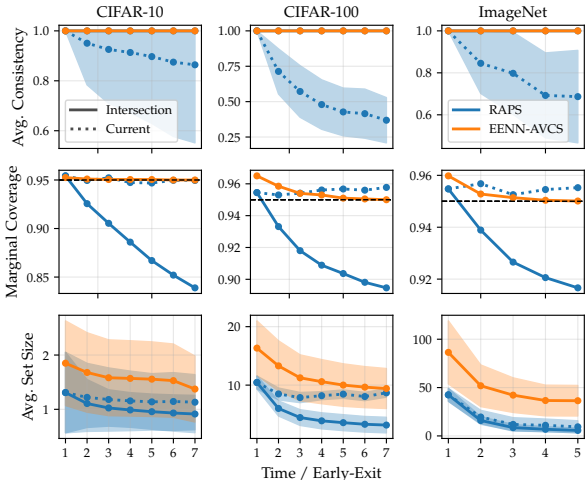 CIFAR-10 CIFAR-100 ImageNet
Avg. Consistency
1.0 0.8 0.6
Intersection
Current
1.00 0.75 0.50 0.25
1.0 0.8 0.6
RAPS
EENN-AVCS
Marginal Coverage
0.95 0.90 0.85
0.96 0.94 0.92 0.90
0.96 0.94 0.92
Avg. Set Size
2 1
20 10
100 50 0
1 2 3 4 5 6 7 1 2 3 4 5 6 7 1 2 3 4 5
Time / Early-Exit